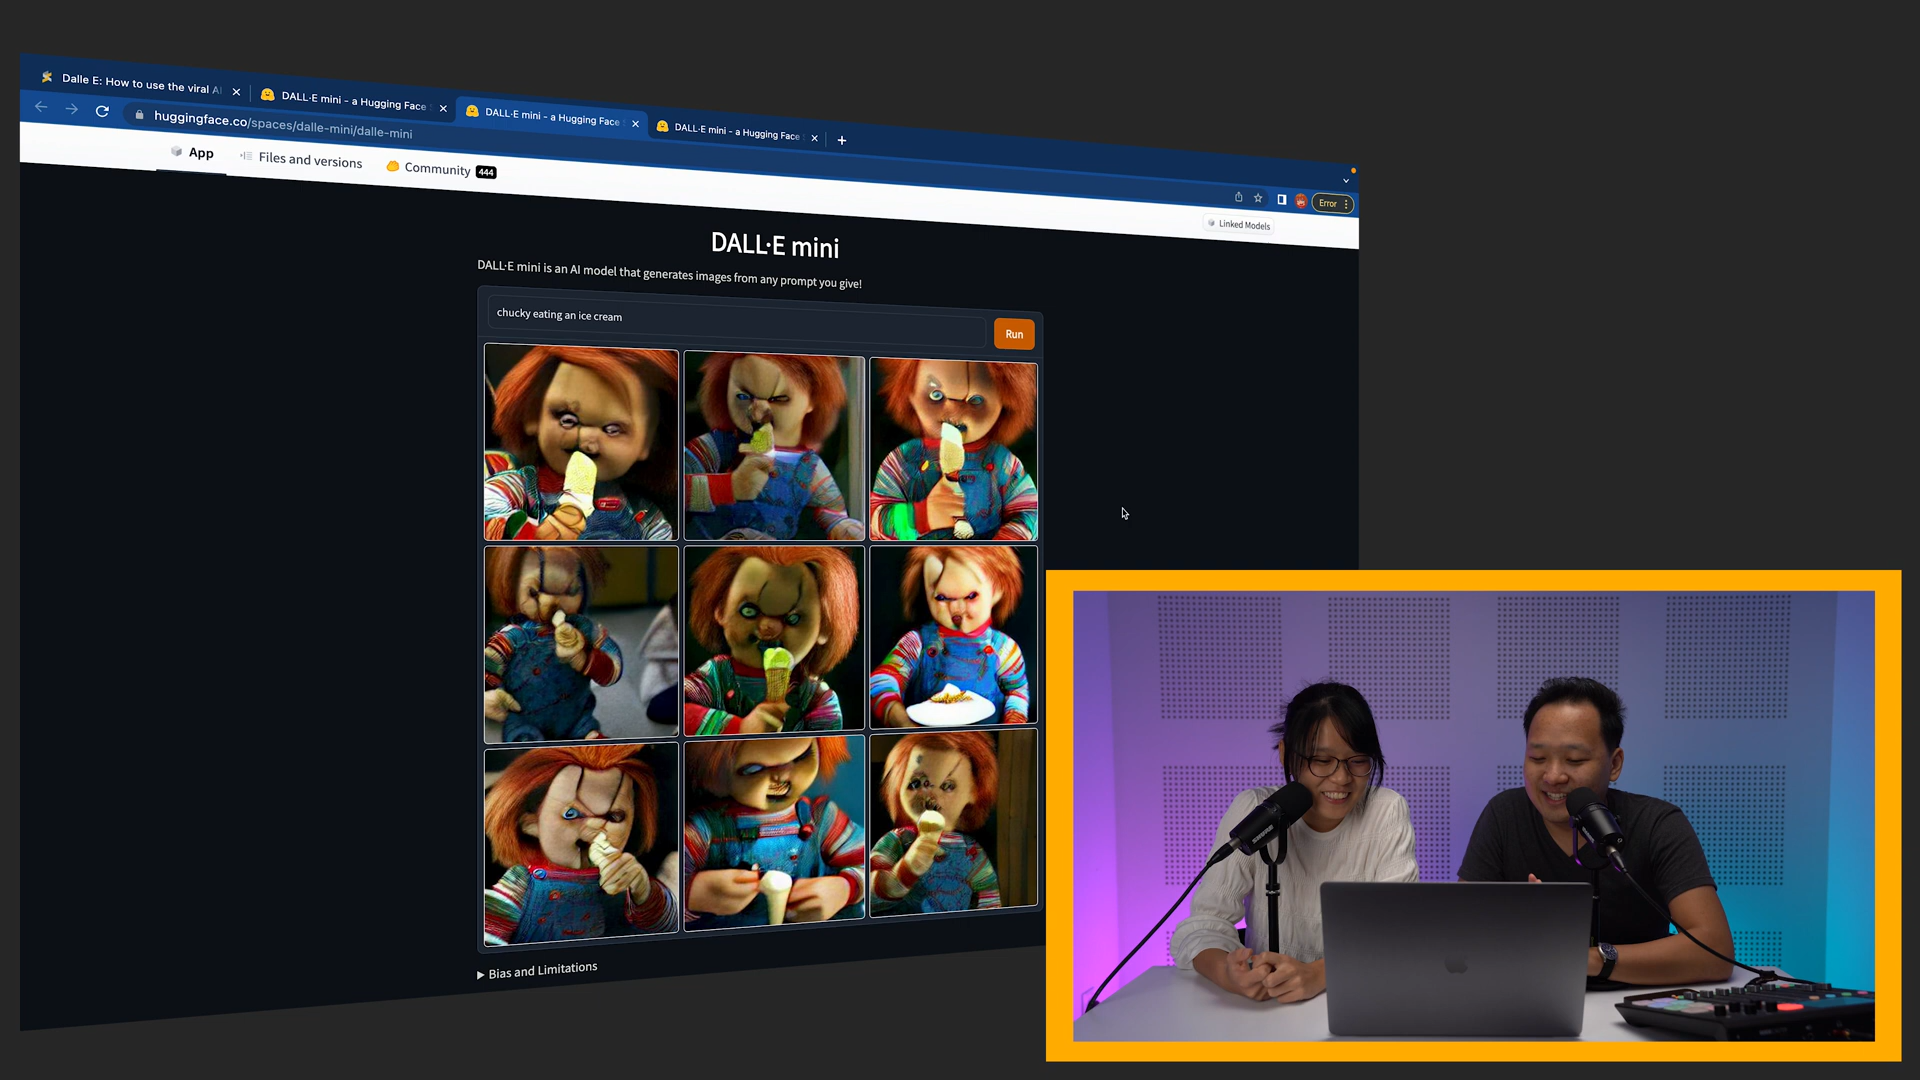 Dalle E: How to use the viral AI
DALL·E mini - a Hugging Face
DALL·E mini - a Hugging Face
DALL·E mini - a Hugging Face
huggingface.co/spaces/dalle-mini/dalle-mini
Error
App
Files and versions
Community 444
Linked Models
DALL·E mini
DALL·E mini is an AI model that generates images from any prompt you give!
chucky eating an ice cream
Run
Bias and Limitations